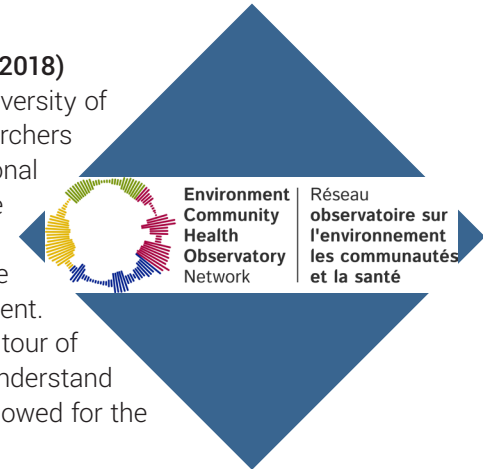 2018)
versity of
rchers
onal
e
e
ent.
tour of
nderstand
owed for the
Environment
Community
Health
Observatory
Network
Réseau
observatoire sur
l'environnement
les communautés
et la santé